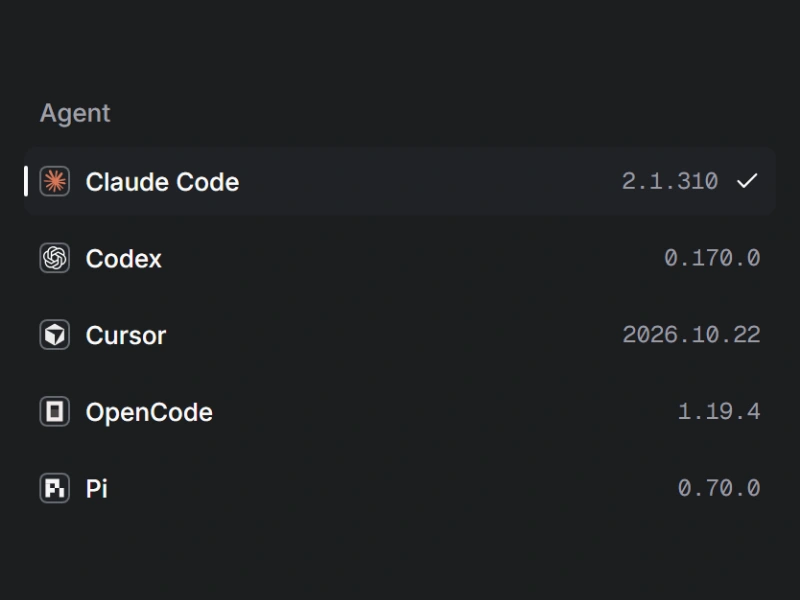 Agent
Claude Code 2.1.310
Codex 0.170.0
Cursor 2026.10.22
OpenCode 1.19.4
Pi 0.70.0